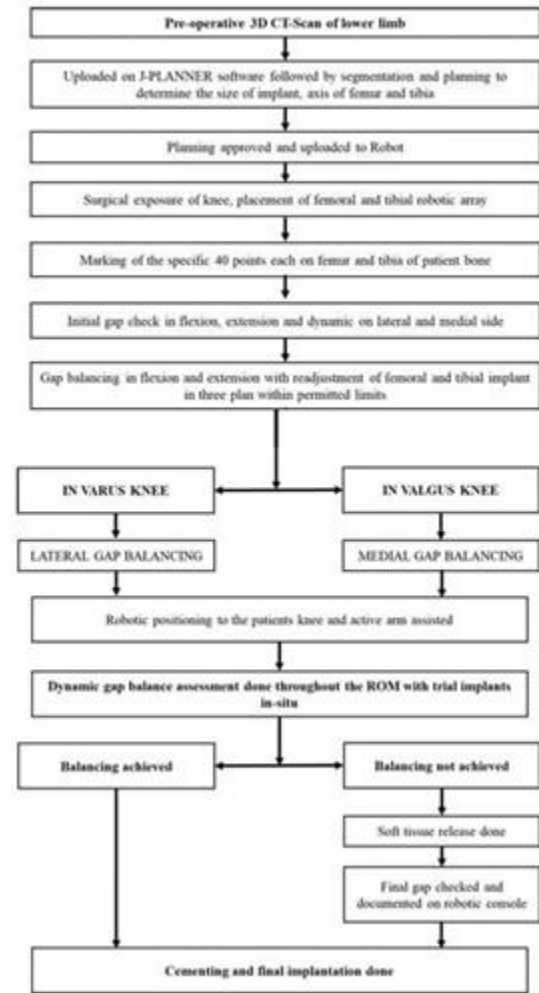 Pre-operative 3D CT-Scan of lower limb
Uploaded on J-PLANNER software followed by segmentation and planning to
determine the size of implant, axis of femur and tibia
Planning approved and uploaded to Robot
Surgical exposure of knee, placement of femoral and tibial robotic array
Marking of the specific 40 points each on femur and tibia of patient bone
Initial gap check in flexion, extension and dynamic on lateral and medial side
Gap balancing in flexion and extension with readjustment of femoral and tibial implant
in three plan within permitted limits
IN VARUS KNEE
IN VALGUS KNEE
LATERAL GAP BALANCING
MEDIAL GAP BALANCING
Robotic positioning to the patients knee and active arm assisted
Dynamic gap balance assessment done throughout the ROM with trial implants
in-situ
Balancing achieved
Balancing not achieved
Soft tissue release done
Final gap checked and
documented on robotic console
Cementing and final implantation done